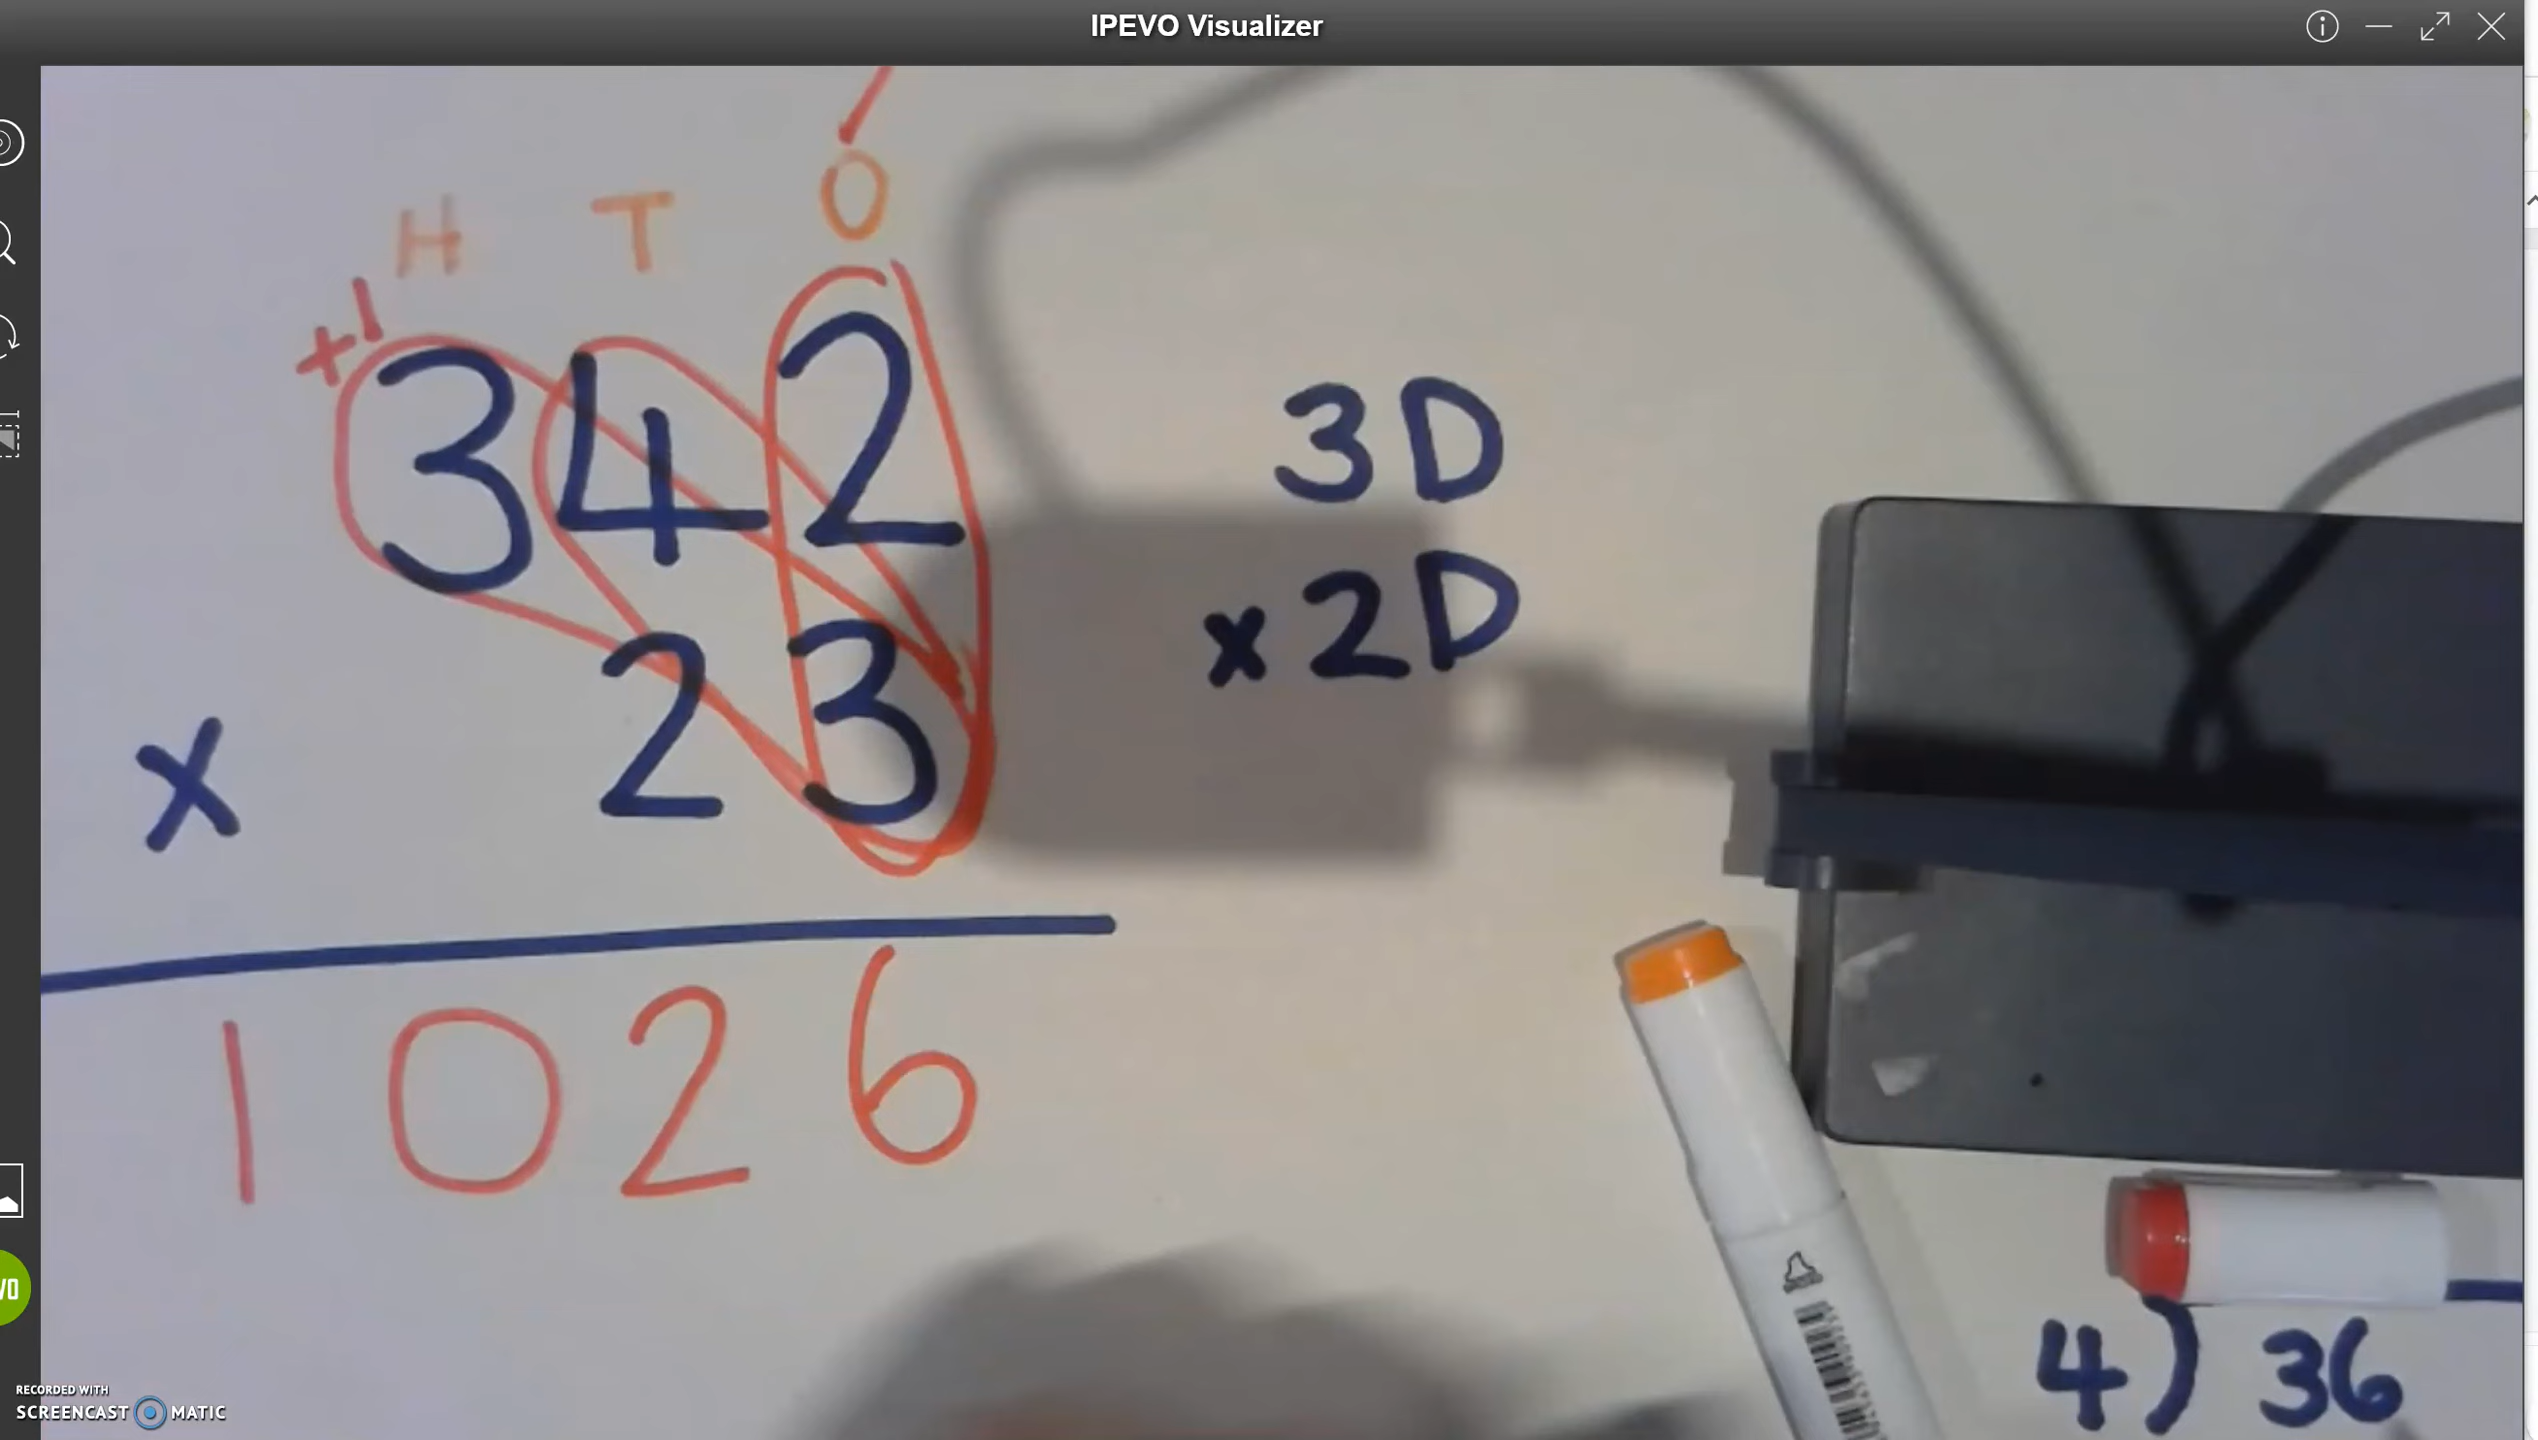 IPEVO Visualizer
H T O
+1
342
3D
x 23
x 2D
1026
4) 36
RECORDED WITH
SCREENCAST MATIC